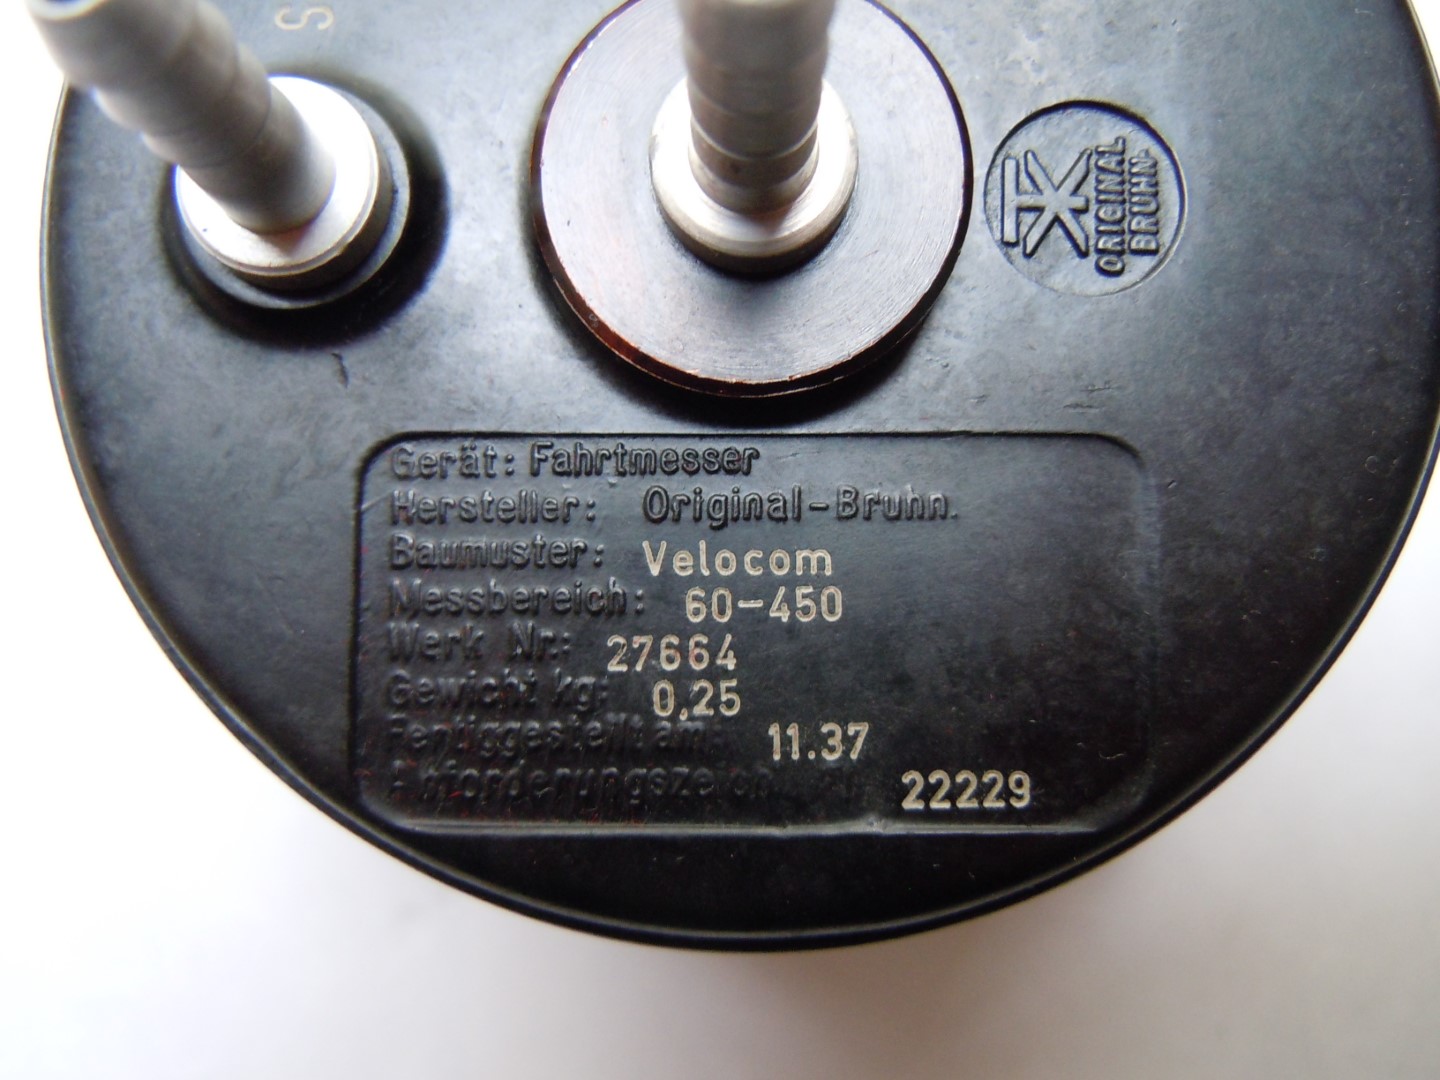 S
ORIGINAL
BRUHN.
Gerät: Fahrtmesser
Hersteller: Original-Bruhn.
Baumuster: Velocom
Messbereich: 60-450
Werk Nr.: 27664
Gewicht kg: 0,25
Fertiggestellt am: 11.37
Anforderungszeich. 22229